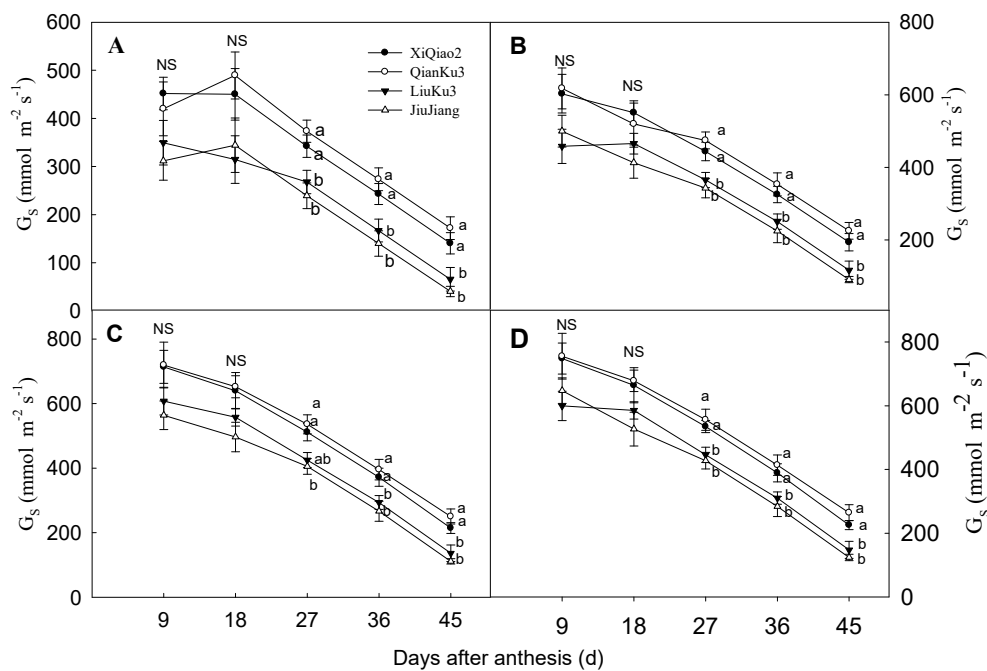 A
NS
NS
XiQiao2
QianKu3
LiuKu3
JiuJiang
a
a
b
b
a
a
b
b
a
a
b
b
600
500
400
300
200
100
0
Gs (mmol m-2 s-1)
B
NS
NS
a
a
b
b
a
a
b
b
a
a
b
b
800
600
400
200
Gs (mmol m-2 s-1)
C
NS
NS
a
a
ab
b
a
a
b
b
a
a
b
b
800
600
400
200
0
Gs (mmol m-2 s-1)
9 18 27 36 45
D
NS
NS
a
a
b
b
a
a
b
b
a
a
b
b
800
600
400
200
0
Gs (mmol m-2 s-1)
9 18 27 36 45
Days after anthesis (d)